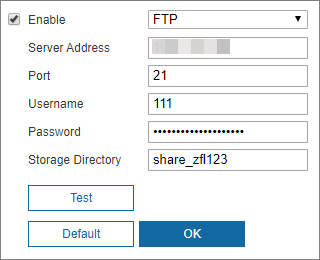 Enable FTP
Server Address
Port 21
Username 111
Password ••••••••••••••••••••
Storage Directory share_zfl123
Test
Default OK